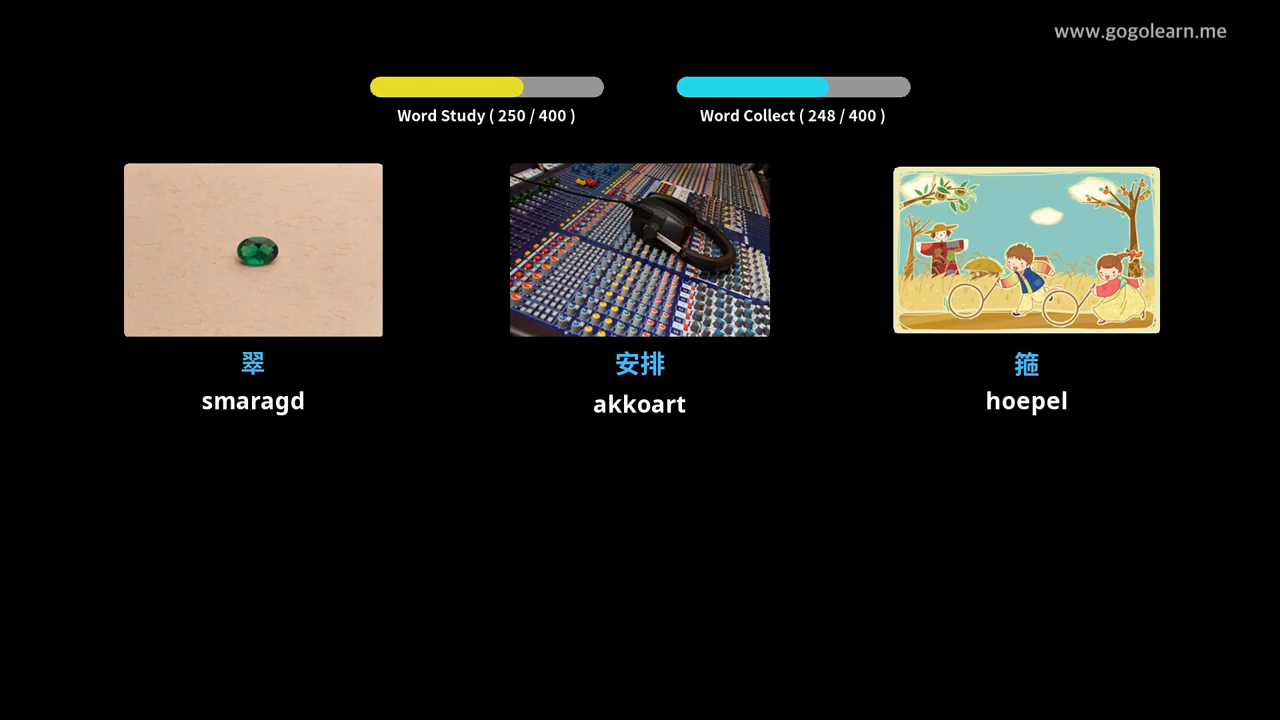 www.gogolearn.me
Word Study ( 250 / 400 )
Word Collect ( 248 / 400 )
翠
安排
箍
smaragd
akkoart
hoepel